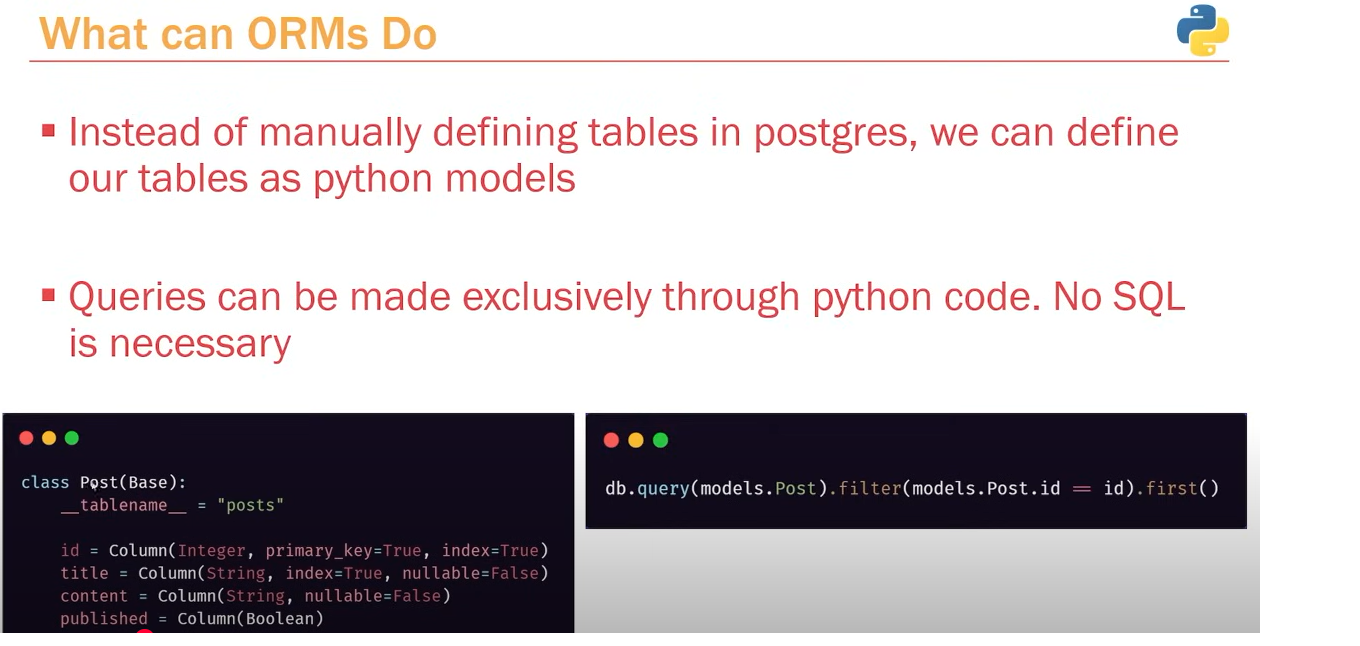 What can ORMs Do
Instead of manually defining tables in postgres, we can define
our tables as python models
Queries can be made exclusively through python code. No SQL
is necessary
class Post(Base):
    __tablename__ = "posts"
    id = Column(Integer, primary_key=True, index=True)
    title = Column(String, index=True, nullable=False)
    content = Column(String, nullable=False)
    published = Column(Boolean)
db.query(models.Post).filter(models.Post.id == id).first()